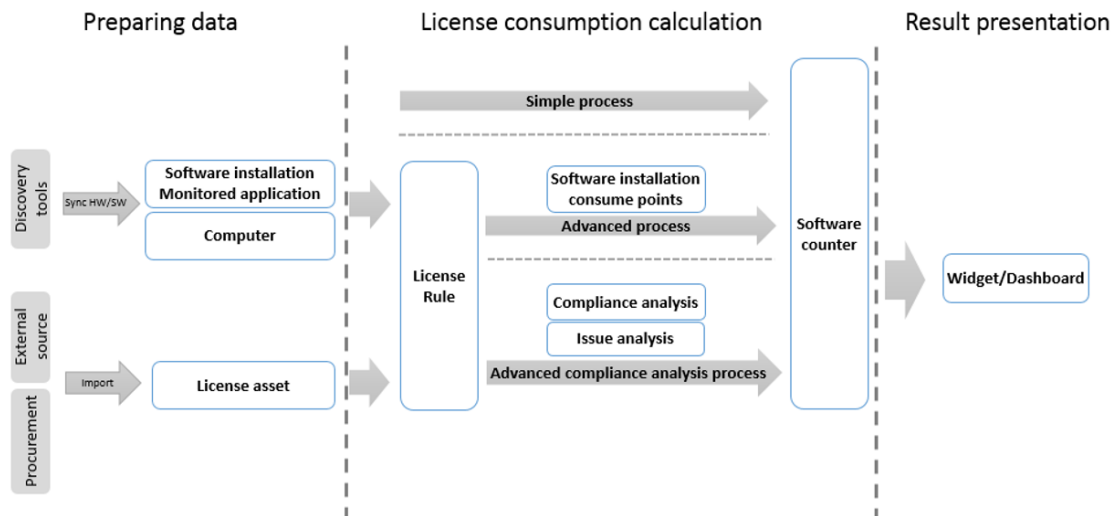 Preparing data
License consumption calculation
Result presentation
Discovery
tools
Sync HW/SW
Software installation
Monitored application
Computer
External
source
Procurement
Import
License asset
License
Rule
Simple process
Software installation
consume points
Advanced process
Compliance analysis
Issue analysis
Advanced compliance analysis process
Software
counter
Widget/Dashboard